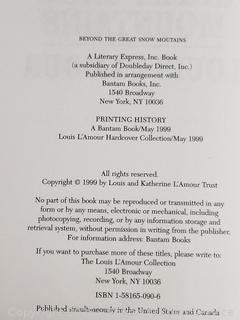 BEYOND THE GREAT SNOW MOUTAINS
A Literary Express, Inc. Book
(a subsidiary of Doubleday Direct, Inc.)
Published in arrangement with
Bantam Books, Inc.
1540 Broadway
New York, NY 10036
PRINTING HISTORY
A Bantam Book/May 1999
Louis L'Amour Hardcover Collection/May 1999
All rights reserved.
Copyright © 1999 by Louis and Katherine L'Amour Trust
No part of this book may be reproduced or transmitted in any
form or by any means, electronic or mechanical, including
photocopying, recording, or by any information storage and
retrieval system, without permission in writing from the publisher.
For information address: Bantam Books
If you want to purchase more of these titles, please write to:
The Louis L'Amour Collection
1540 Broadway
New York, NY 10036
ISBN 1-58165-090-6
Published simultaneously in the United States and Canada